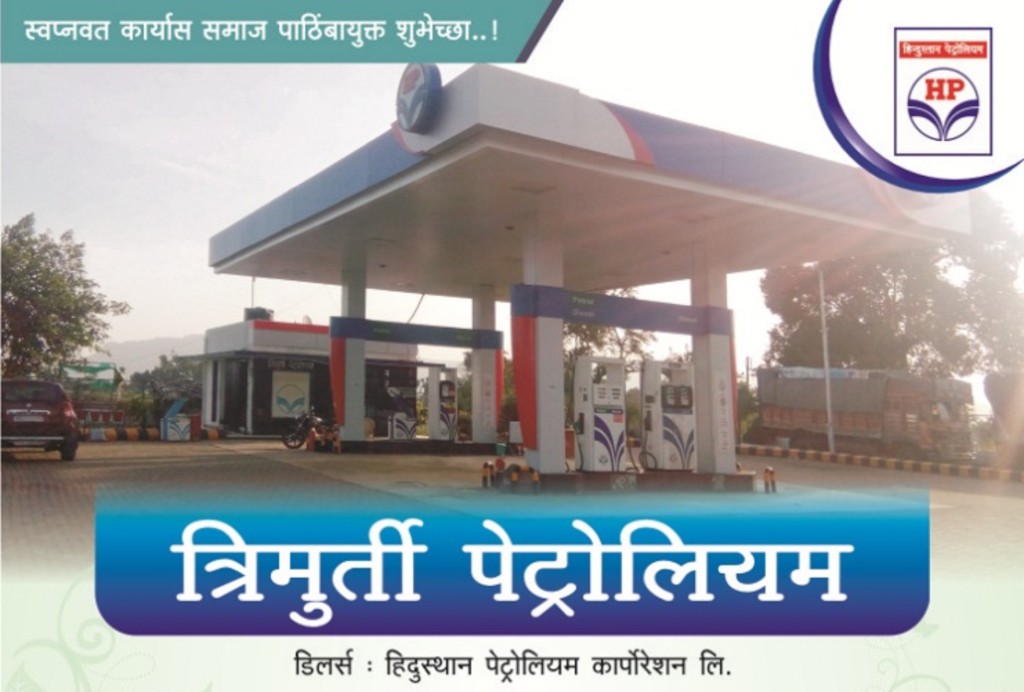 स्वप्नवत कार्यास समाज पाठिंबायुक्त शुभेच्छा..!
हिन्दुस्तान पेट्रोलियम
HP
Petrol
Diesel
त्रिमुर्ती पेट्रोलियम
डिलर्स : हिदुस्थान पेट्रोलियम कार्पोरेशन लि.